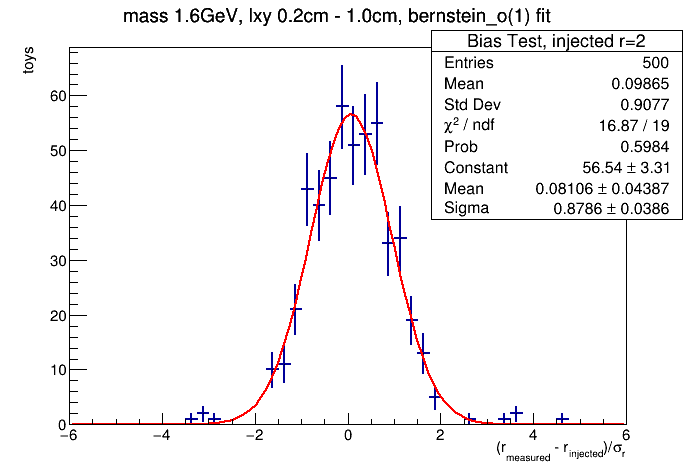 mass 1.6GeV, lxy 0.2cm - 1.0cm, bernstein_o(1) fit
toys
Bias Test, injected r=2
Entries 500
Mean 0.09865
Std Dev 0.9077
χ² / ndf 16.87 / 19
Prob 0.5984
Constant 56.54 ± 3.31
Mean 0.08106 ± 0.04387
Sigma 0.8786 ± 0.0386
60
50
40
30
20
10
0
−6 −4 −2 0 2 4 6
(r_measured - r_injected)/σ_r